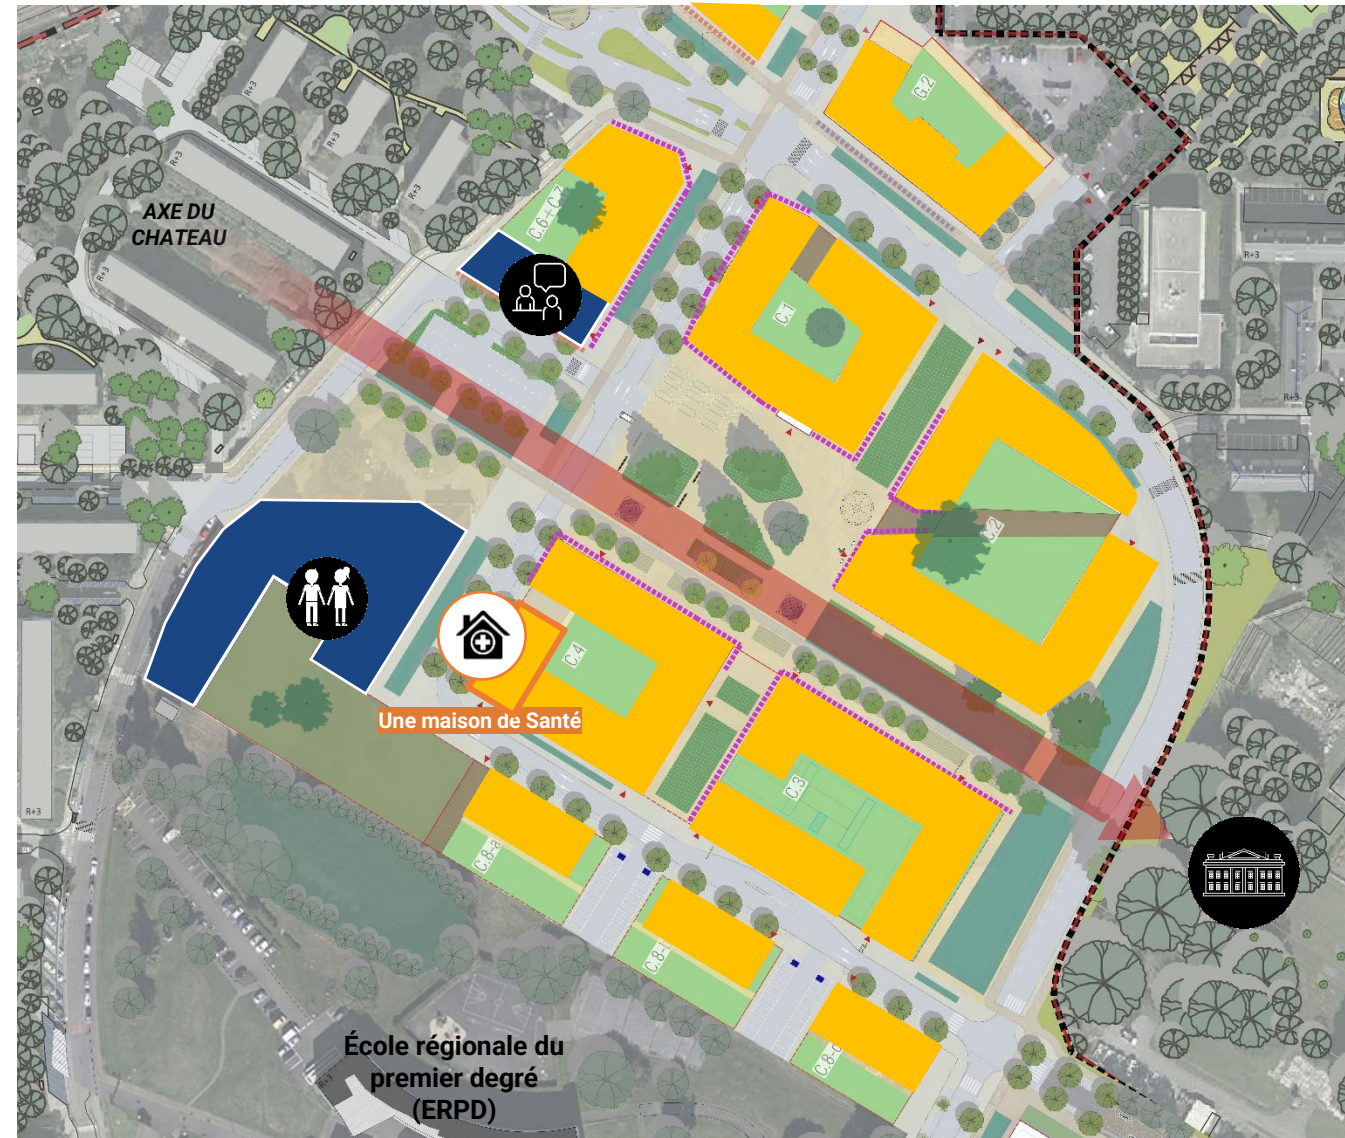 C.2
R+3
R+3
R+3
AXE DU
CHATEAU
R+3
C.6 + C.7
R+3
C.1
R+3
C.2
C.4
Une maison de Santé
C.3
R+3
C.8-a
C.8-
C.8-
École régionale du
premier degré
(ERPD)
R+3